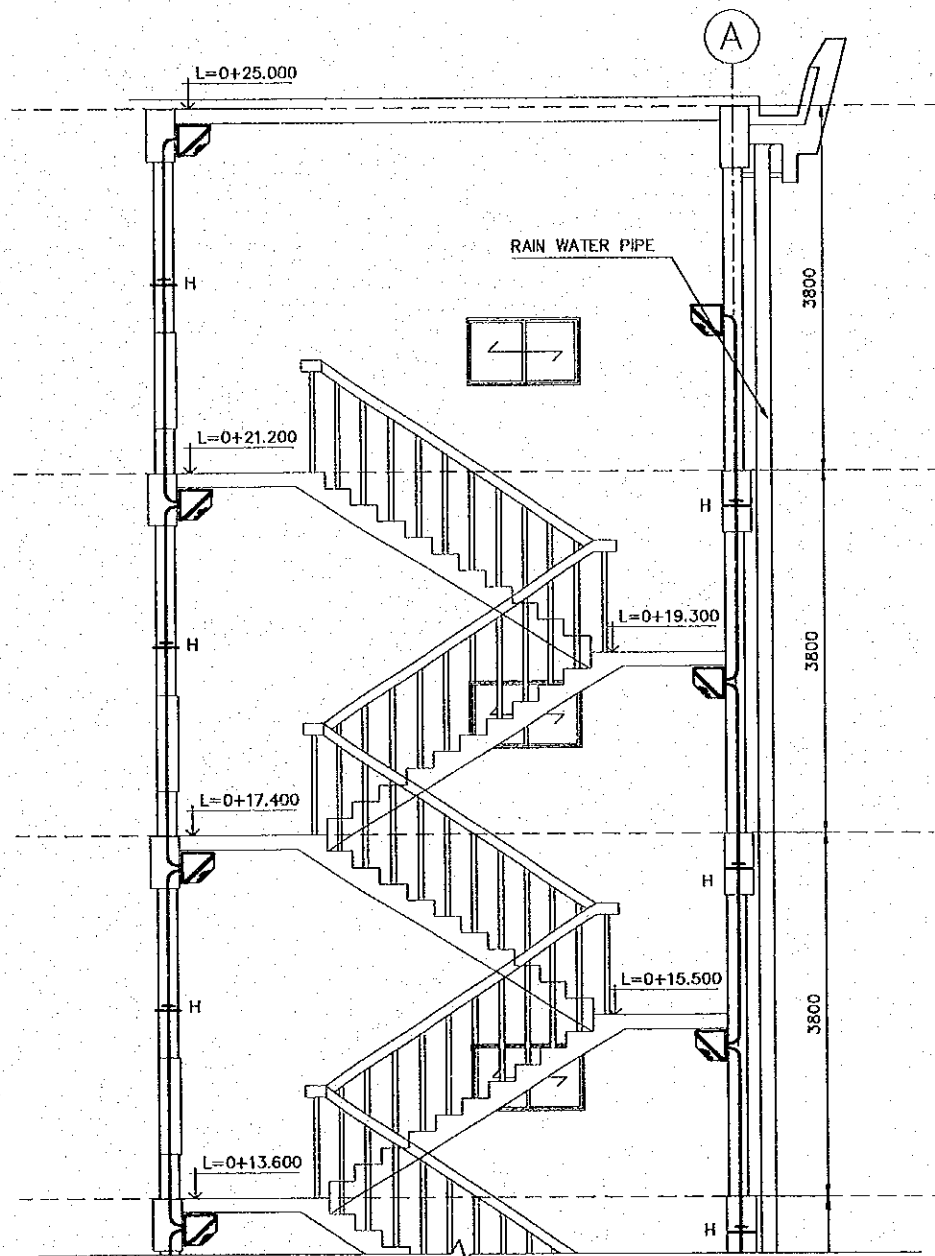 A
L=0+25.000
RAIN WATER PIPE
3800
H
L=0+21.200
H
L=0+19.300
3800
H
L=0+17.400
H
L=0+15.500
3800
H
L=0+13.600
H